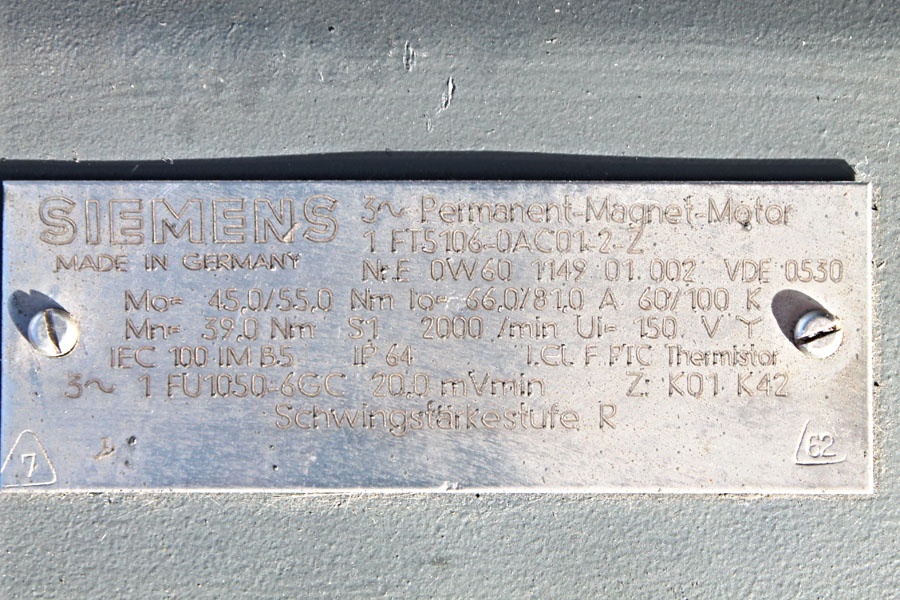 SIEMENS 3~ Permanent-Magnet-Motor
1 FT5106-0AC01-2-Z
MADE IN GERMANY Nr.E 0W60 1149 01 002 VDE 0530
Mo= 45,0/55,0 Nm Io= 66,0/81,0 A 60/100 K
Mn= 39,0 Nm S1 2000 /min Ui= 150. V Y
IEC 100 IM B5 IP 64 I.Cl. F PTC Thermistor
3~ 1 FU1050-6GC 20,0 mVmin Z: K01 K42
Schwingstärkestufe R
7
62